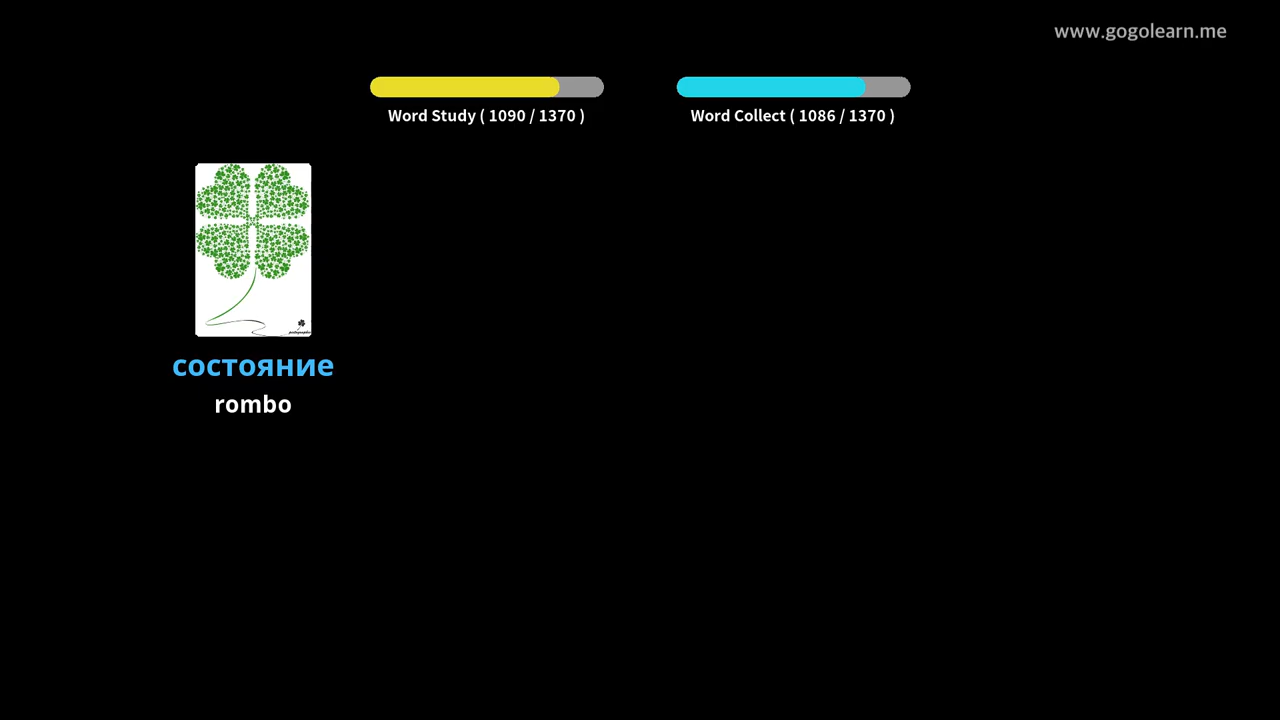 www.gogolearn.me
Word Study ( 1090 / 1370 )
Word Collect ( 1086 / 1370 )
состояние
rombo